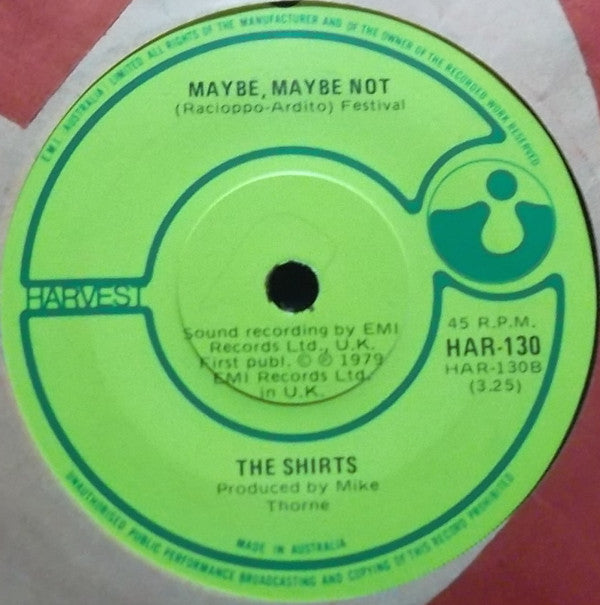 E.M.I. (AUSTRALIA) LIMITED. ALL RIGHTS OF THE MANUFACTURER AND OF THE OWNER OF THE RECORDED WORK RESERVED
MAYBE, MAYBE NOT
(Racioppo-Ardito) Festival
HARVEST
45 R.P.M.
HAR-130
HAR-130B
(3.25)
Sound recording by EMI
Records Ltd., U.K.
First publ. © ℗ 1979
EMI Records Ltd.
in U.K.
THE SHIRTS
Produced by Mike
Thorne
MADE IN AUSTRALIA
UNAUTHORISED PUBLIC PERFORMANCE BROADCASTING AND COPYING OF THIS RECORD PROHIBITED